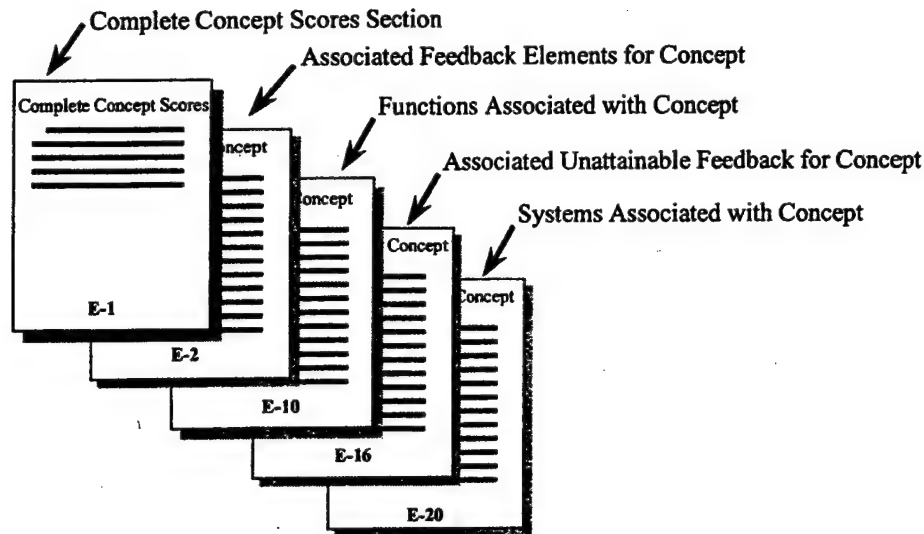 Complete Concept Scores Section
Associated Feedback Elements for Concept
Functions Associated with Concept
Associated Unattainable Feedback for Concept
Systems Associated with Concept
Complete Concept Scores
E-1
oncept
E-2
Concept
E-10
Concept
E-16
Concept
E-20